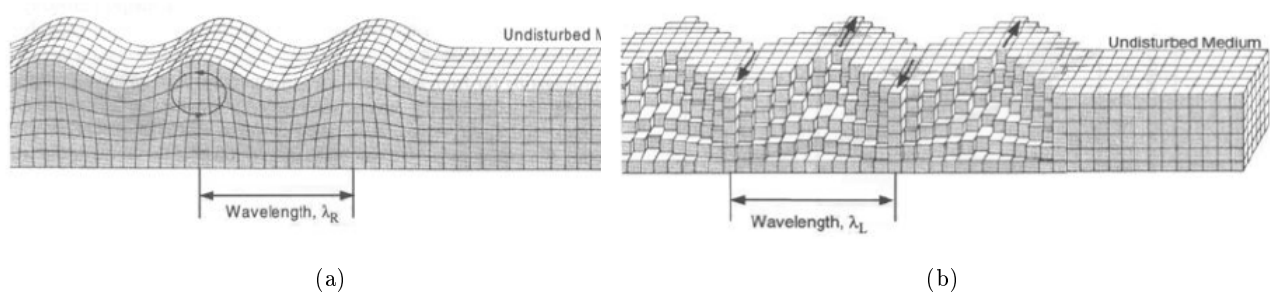 Undisturbed M
Wavelength, λR
(a)
Undisturbed Medium
Wavelength, λL
(b)